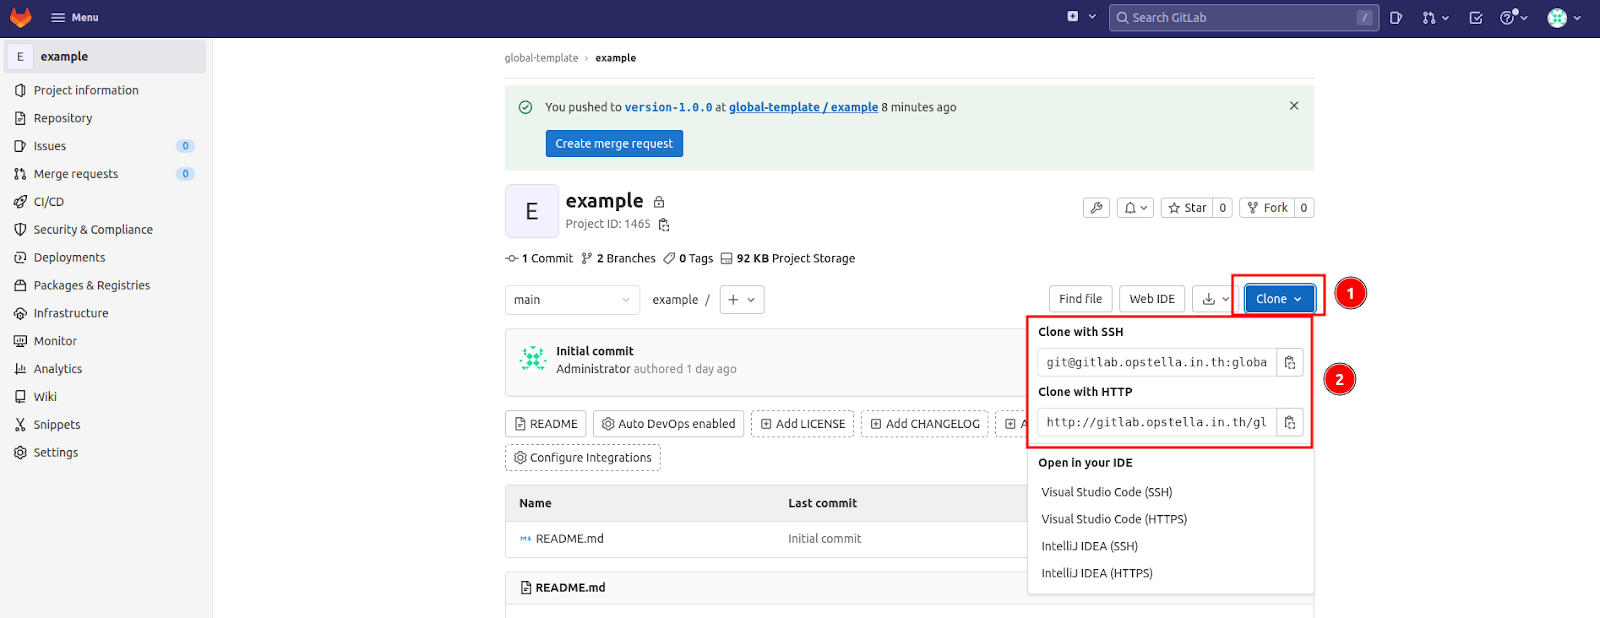 Menu
Search GitLab
/
E example
Project information
Repository
Issues 0
Merge requests 0
CI/CD
Security & Compliance
Deployments
Packages & Registries
Infrastructure
Monitor
Analytics
Wiki
Snippets
Settings
global-template › example
You pushed to version-1.0.0 at global-template / example 8 minutes ago
Create merge request
E
example
Project ID: 1465
Star 0
Fork 0
1 Commit 2 Branches 0 Tags 92 KB Project Storage
main
example /
Find file
Web IDE
Clone
1
Initial commit
Administrator authored 1 day ago
Clone with SSH
git@gitlab.opstella.in.th:globa
Clone with HTTP
http://gitlab.opstella.in.th/gl
2
README
Auto DevOps enabled
Add LICENSE
Add CHANGELOG
Configure Integrations
Open in your IDE
Visual Studio Code (SSH)
Visual Studio Code (HTTPS)
IntelliJ IDEA (SSH)
IntelliJ IDEA (HTTPS)
Name Last commit
README.md Initial commit
README.md